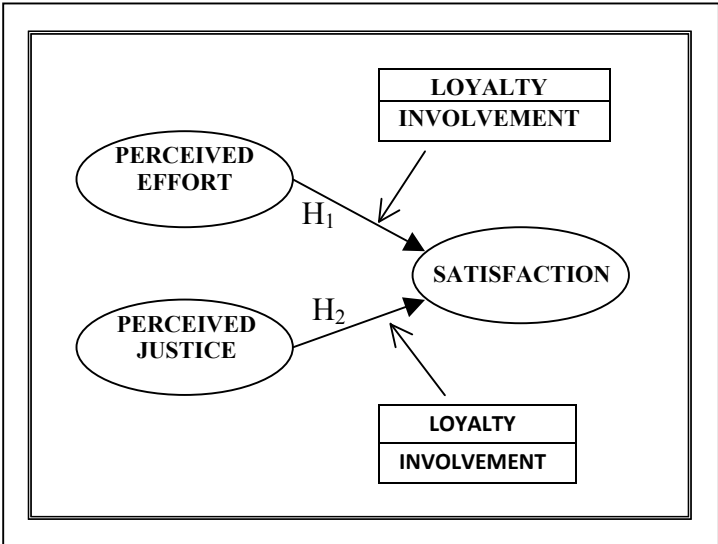 LOYALTY
INVOLVEMENT
PERCEIVED
EFFORT
H₁
SATISFACTION
H₂
PERCEIVED
JUSTICE
LOYALTY
INVOLVEMENT